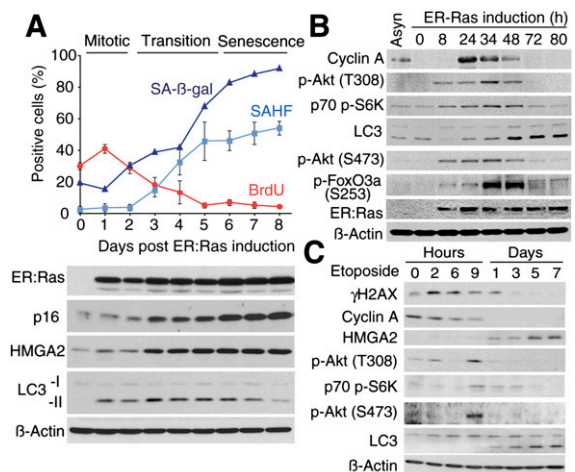 A
Mitotic Transition Senescence
100
80
60
40
20
0
Positive cells (%)
SA-ß-gal
SAHF
BrdU
0 1 2 3 4 5 6 7 8
Days post ER:Ras induction
ER:Ras
p16
HMGA2
LC3 -I
-II
ß-Actin
B
ER-Ras induction (h)
Asyn 0 8 24 34 48 72 80
Cyclin A
p-Akt (T308)
p70 p-S6K
LC3
p-Akt (S473)
p-FoxO3a
(S253)
ER:Ras
ß-Actin
C
Hours Days
Etoposide 0 2 6 9 1 3 5 7
γH2AX
Cyclin A
HMGA2
p-Akt (T308)
p70 p-S6K
p-Akt (S473)
LC3
ß-Actin